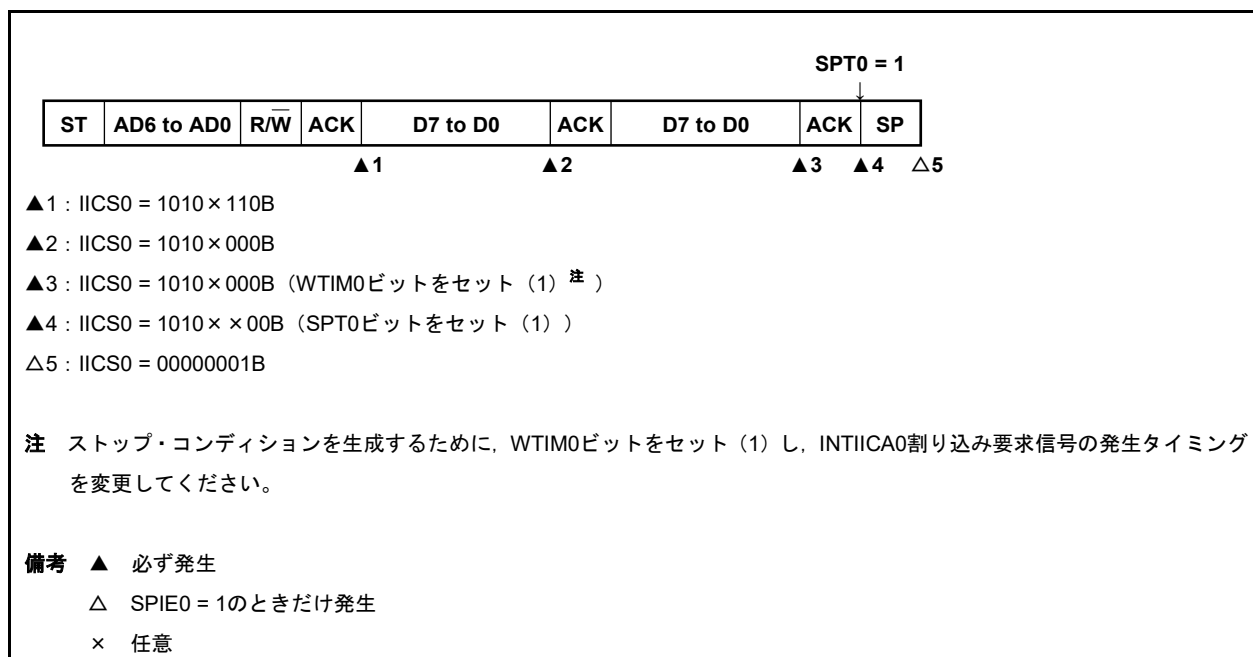 SPT0 = 1
↓
ST AD6 to AD0 R/W̅ ACK D7 to D0 ACK D7 to D0 ACK SP
▲1 ▲2 ▲3 ▲4 △5
▲1：IICS0 = 1010×110B
▲2：IICS0 = 1010×000B
▲3：IICS0 = 1010×000B（WTIM0ビットをセット（1）注）
▲4：IICS0 = 1010××00B（SPT0ビットをセット（1））
△5：IICS0 = 00000001B
注 ストップ・コンディションを生成するために，WTIM0ビットをセット（1）し，INTIICA0割り込み要求信号の発生タイミング
を変更してください。
備考 ▲ 必ず発生
△ SPIE0 = 1のときだけ発生
× 任意